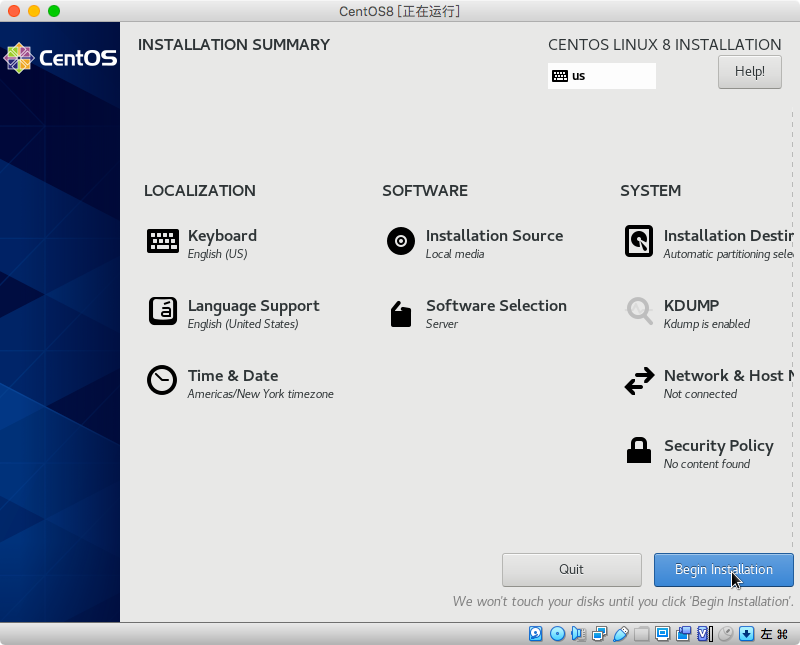 CentOS8 [正在运行]
CentOS
INSTALLATION SUMMARY
CENTOS LINUX 8 INSTALLATION
us
Help!
LOCALIZATION
SOFTWARE
SYSTEM
Keyboard
English (US)
Installation Source
Local media
Installation Destin
Automatic partitioning sele
Language Support
English (United States)
Software Selection
Server
KDUMP
Kdump is enabled
Time & Date
Americas/New York timezone
Network & Host N
Not connected
Security Policy
No content found
Quit
Begin Installation
We won't touch your disks until you click 'Begin Installation'.
左 ⌘